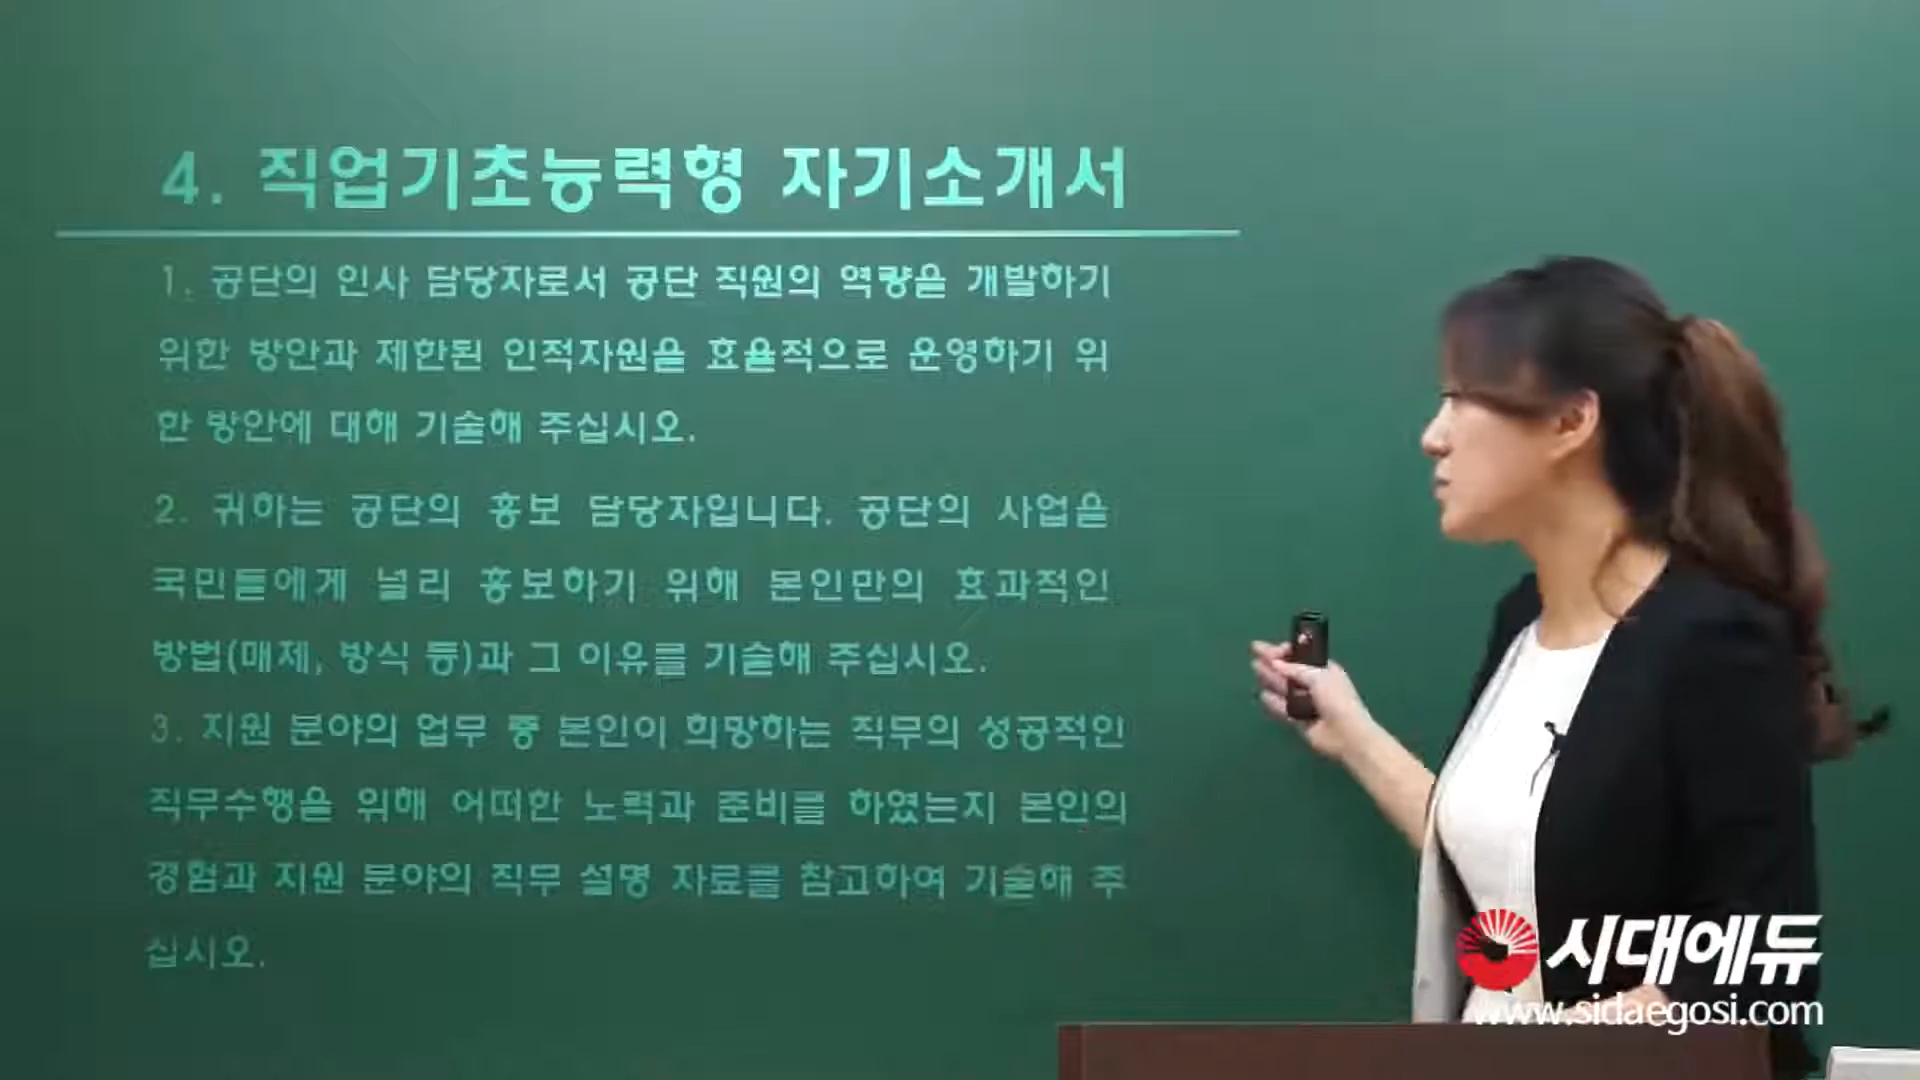 4. 직업기초능력형 자기소개서
1. 공단의 인사 담당자로서 공단 직원의 역량을 개발하기
위한 방안과 제한된 인적자원을 효율적으로 운영하기 위
한 방안에 대해 기술해 주십시오.
2. 귀하는 공단의 홍보 담당자입니다. 공단의 사업을
국민들에게 널리 홍보하기 위해 본인만의 효과적인
방법(매제, 방식 등)과 그 이유를 기술해 주십시오.
3. 지원 분야의 업무 중 본인이 희망하는 직무의 성공적인
직무수행을 위해 어떠한 노력과 준비를 하였는지 본인의
경험과 지원 분야의 직무 설명 자료를 참고하여 기술해 주
십시오.
시대에듀
www.sidaegosi.com